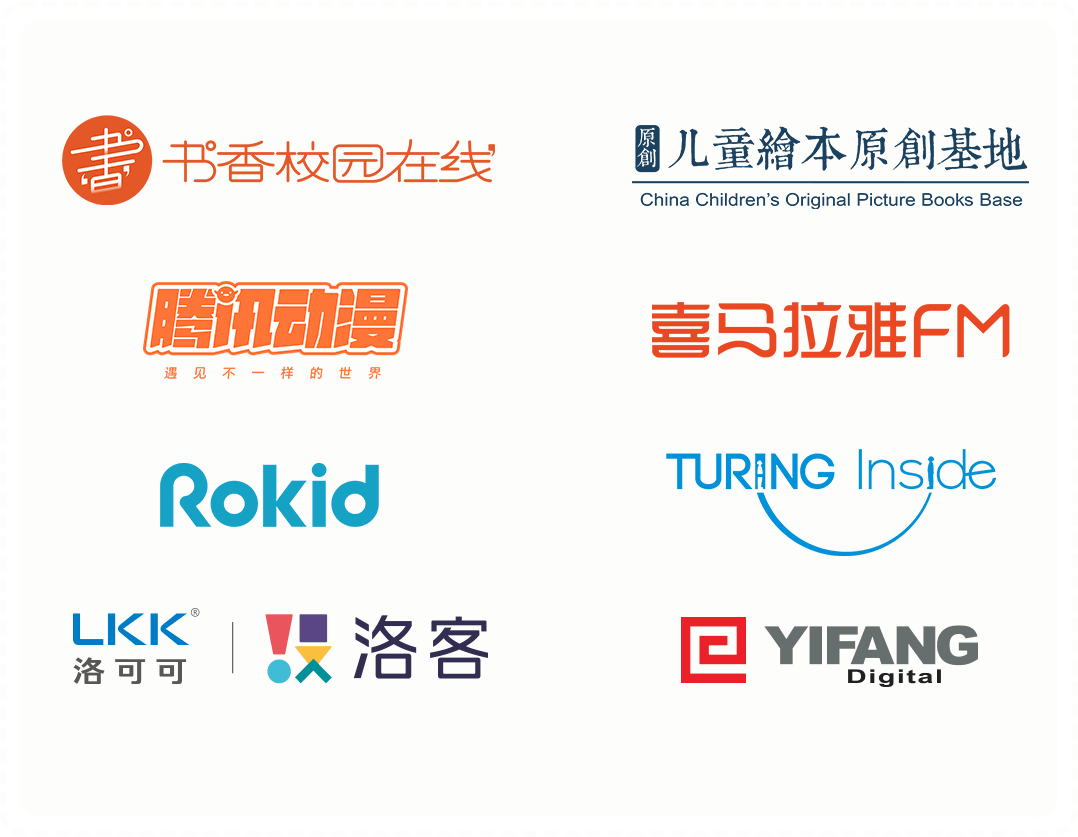 書 书香校园在线
原創 儿童繪本原創基地
China Children's Original Picture Books Base
腾讯动漫
遇见不一样的世界
喜马拉雅FM
Rokid
TURING Inside
LKK®
洛可可
洛客
YIFANG
Digital